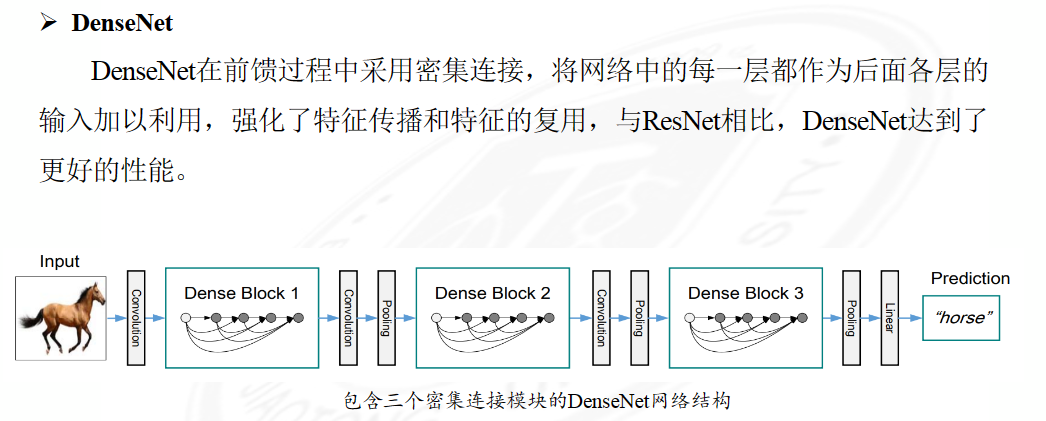 ➢ DenseNet
DenseNet在前馈过程中采用密集连接，将网络中的每一层都作为后面各层的
输入加以利用，强化了特征传播和特征的复用，与ResNet相比，DenseNet达到了
更好的性能。
Input
Convolution
Dense Block 1
Convolution
Pooling
Dense Block 2
Convolution
Pooling
Dense Block 3
Pooling
Linear
Prediction
“horse”
包含三个密集连接模块的DenseNet网络结构